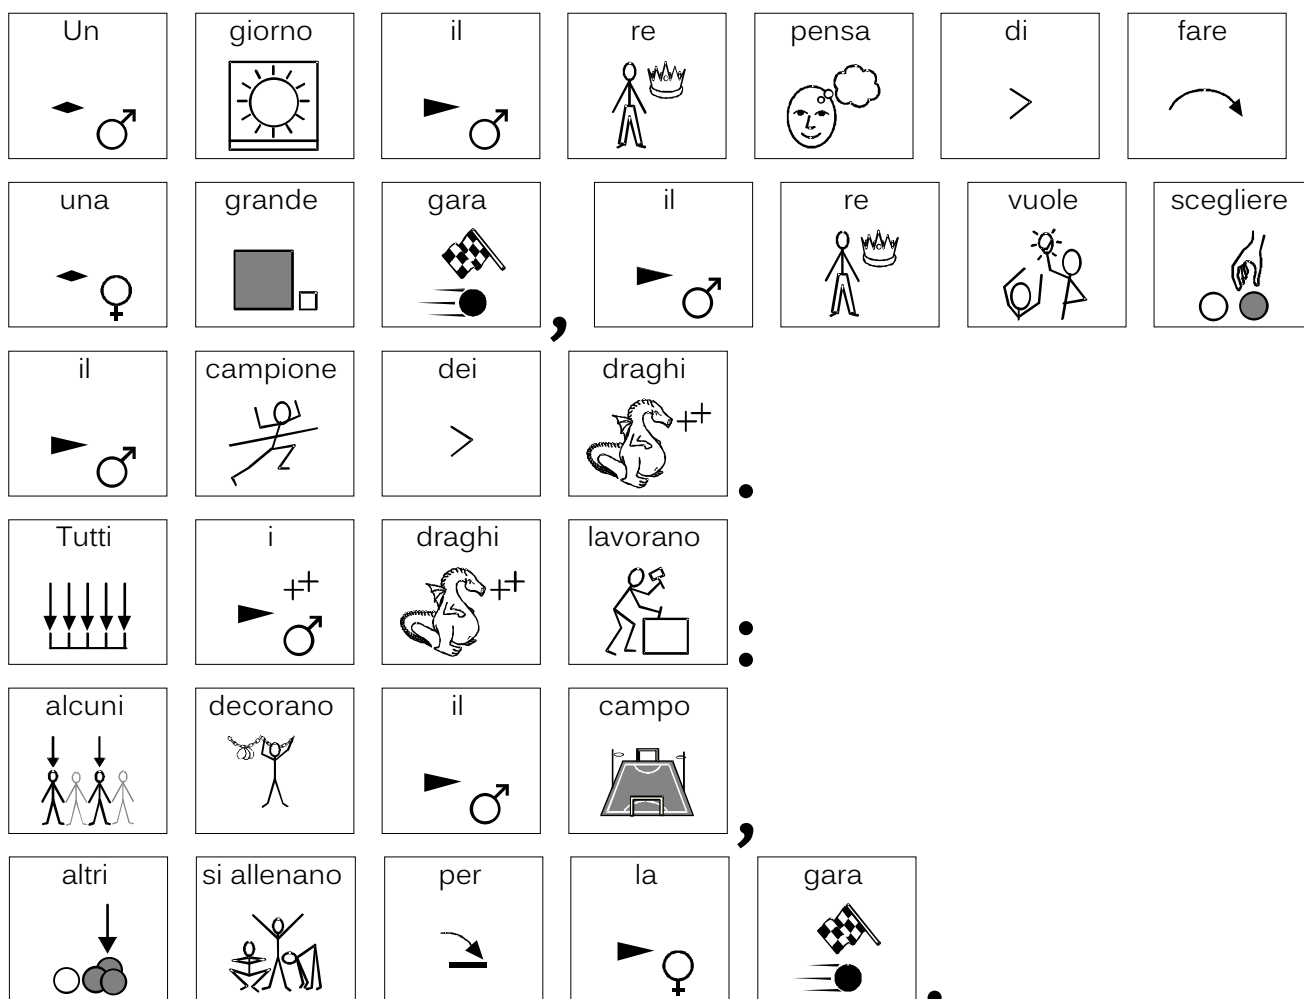 Un giorno il re pensa di fare
una grande gara, il re vuole scegliere
il campione dei draghi.
Tutti i draghi lavorano:
alcuni decorano il campo,
altri si allenano per la gara.